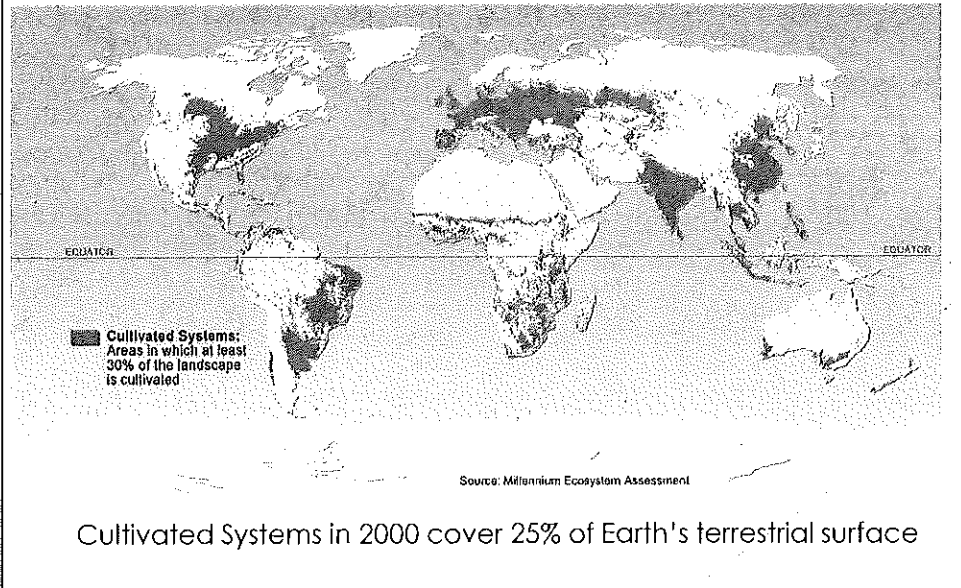 EQUATOR
EQUATOR
Cultivated Systems:
Areas in which at least
30% of the landscape
is cultivated
Source: Millennium Ecosystem Assessment
Cultivated Systems in 2000 cover 25% of Earth's terrestrial surface